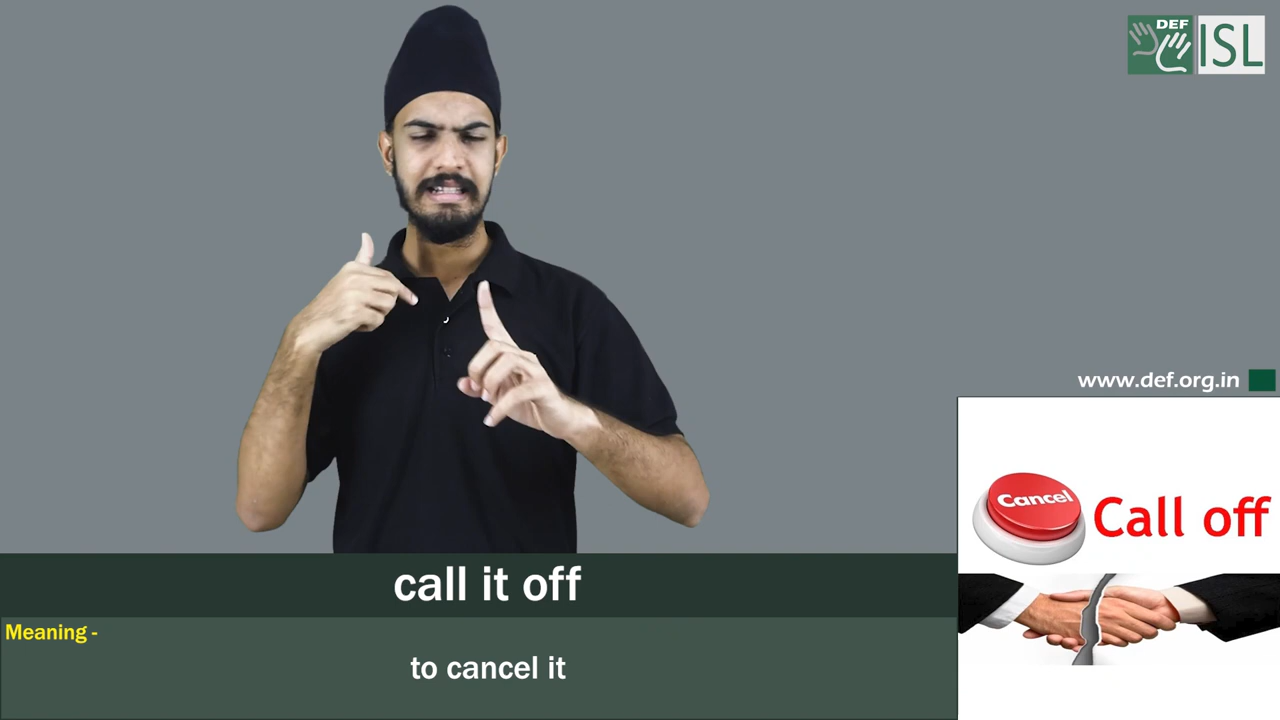 DEF
ISL
www.def.org.in
Cancel
Call off
call it off
Meaning -
to cancel it